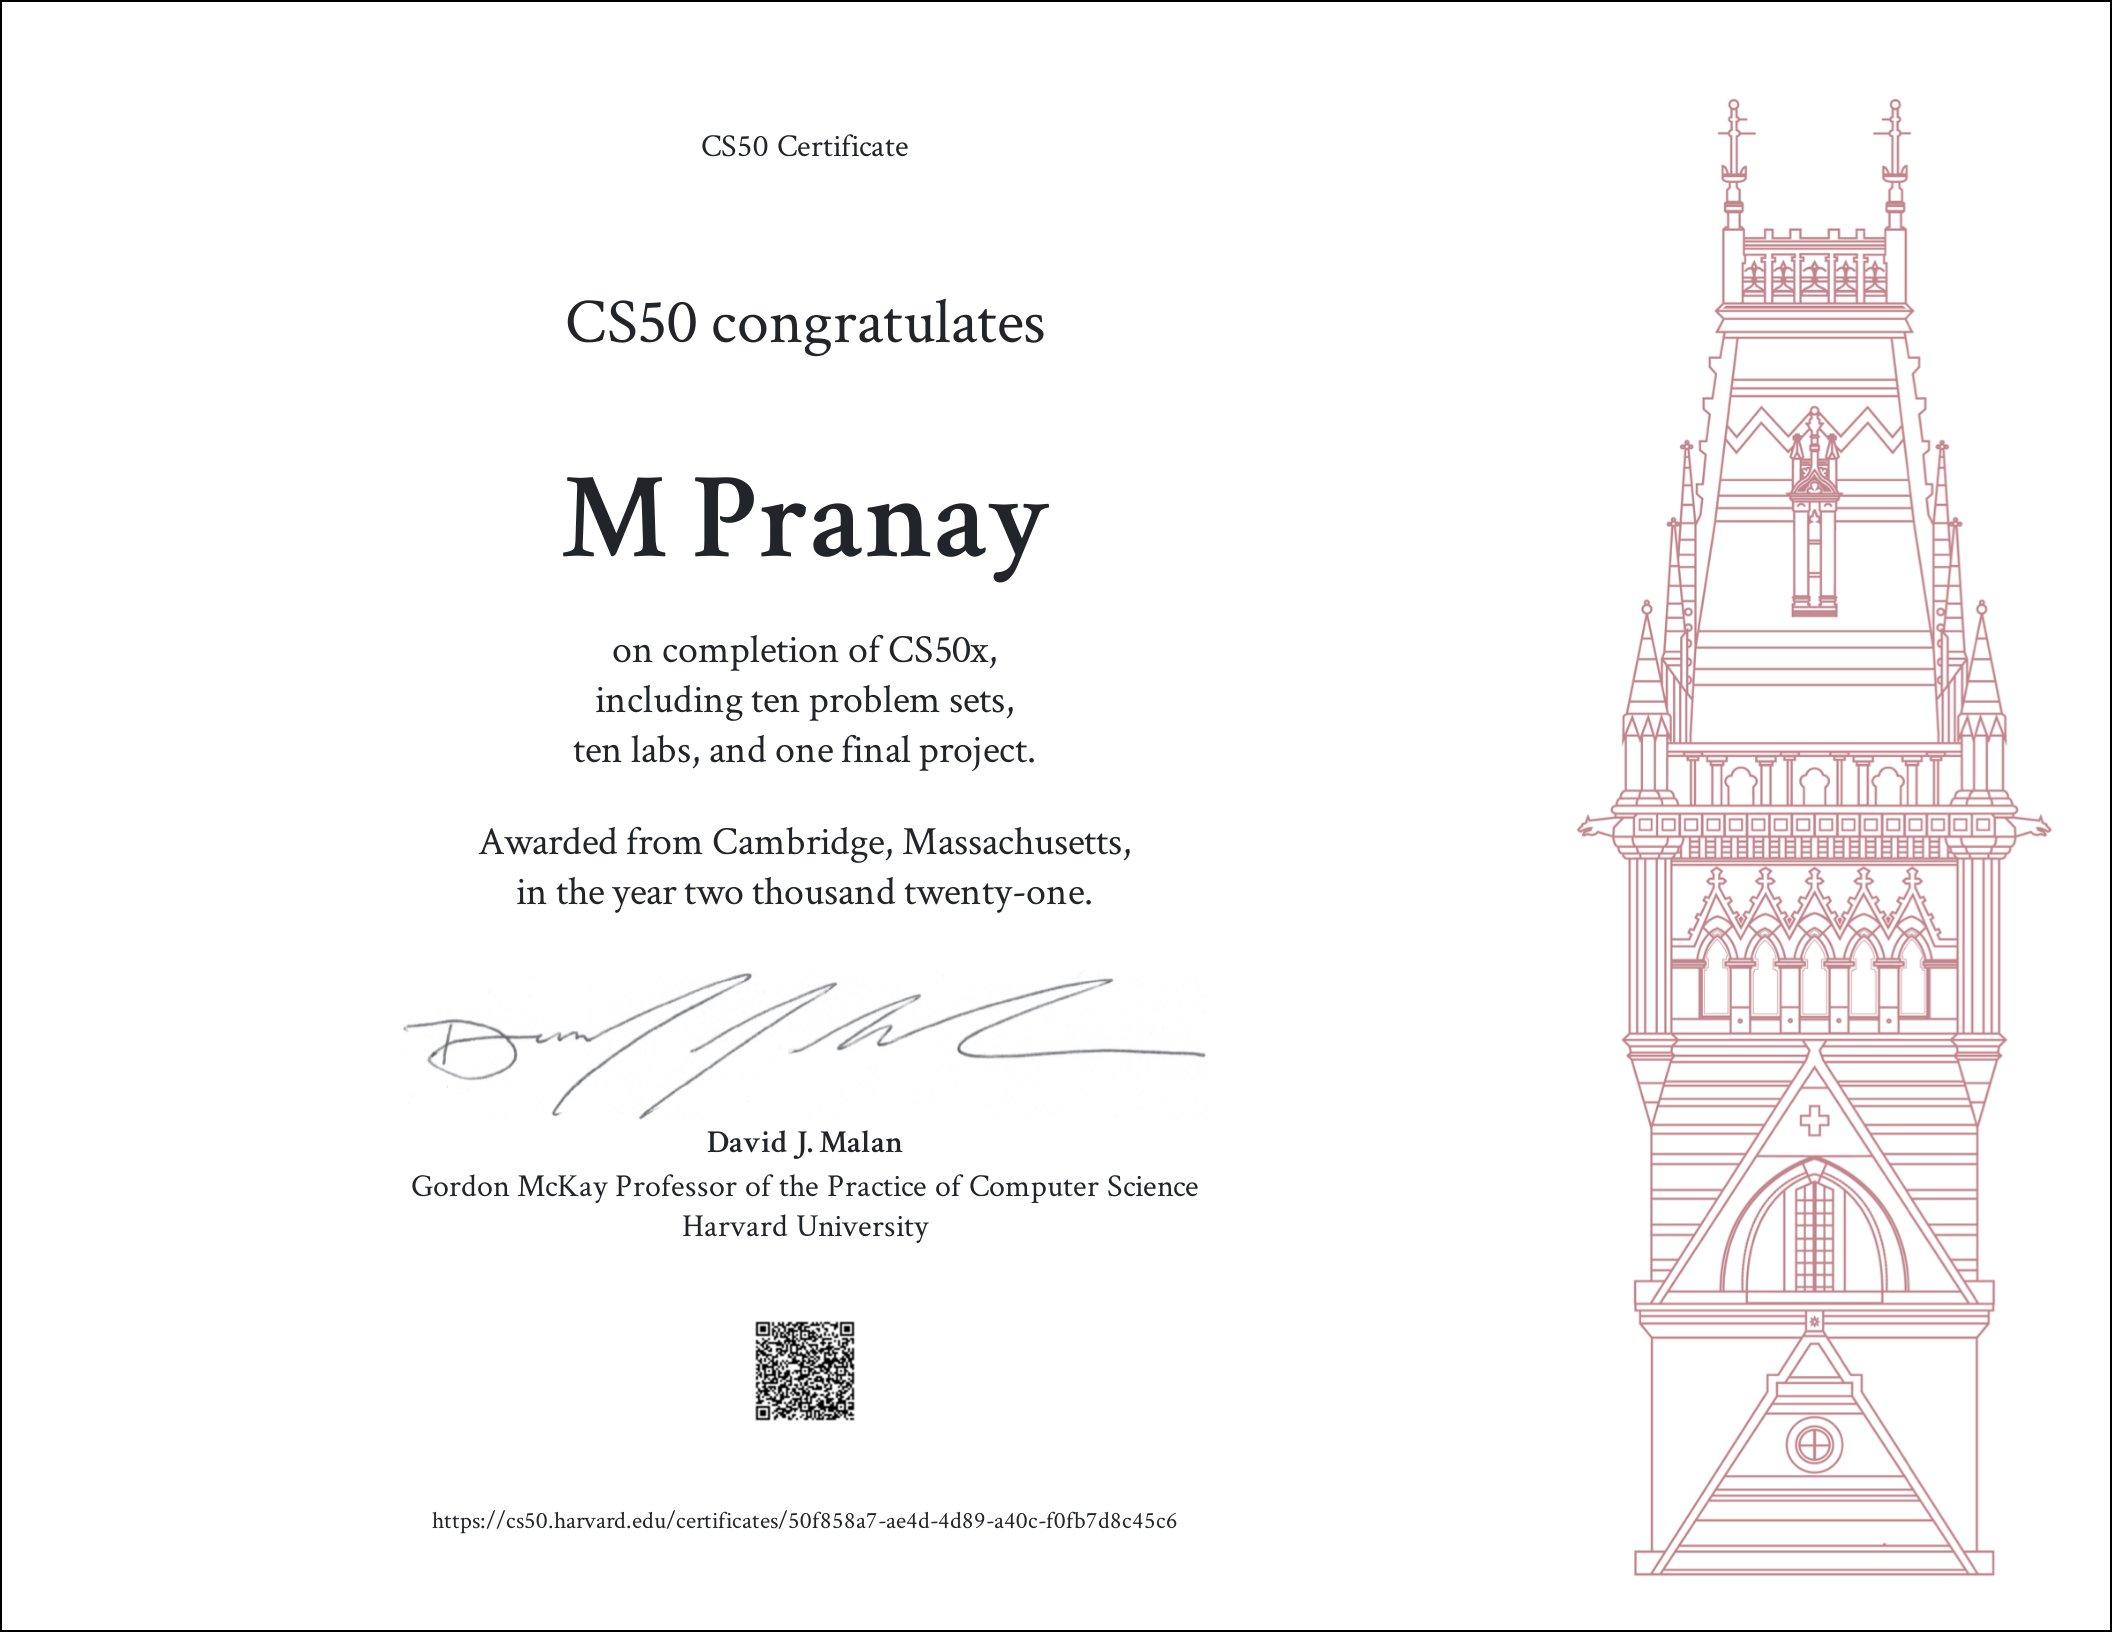 CS50 Certificate
CS50 congratulates
M Pranay
on completion of CS50x,
including ten problem sets,
ten labs, and one final project.
Awarded from Cambridge, Massachusetts,
in the year two thousand twenty-one.
David J. Malan
Gordon McKay Professor of the Practice of Computer Science
Harvard University
https://cs50.harvard.edu/certificates/50f858a7-ae4d-4d89-a40c-f0fb7d8c45c6